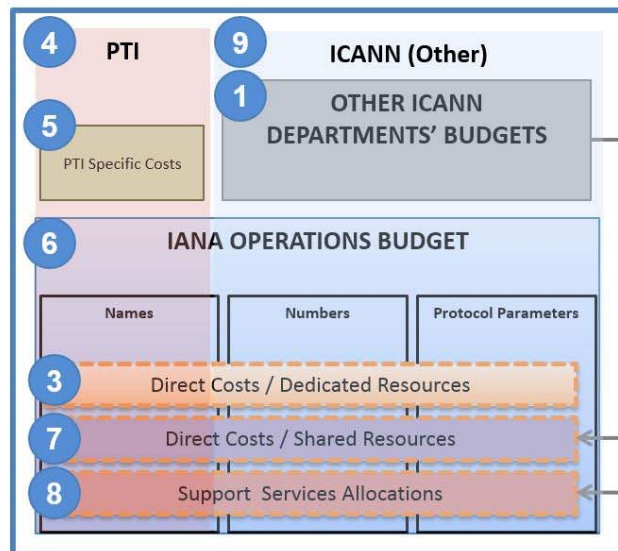 4
PTI
9
ICANN (Other)
1
OTHER ICANN
DEPARTMENTS’ BUDGETS
5
PTI Specific Costs
6
IANA OPERATIONS BUDGET
Names
Numbers
Protocol Parameters
3
Direct Costs / Dedicated Resources
7
Direct Costs / Shared Resources
8
Support Services Allocations